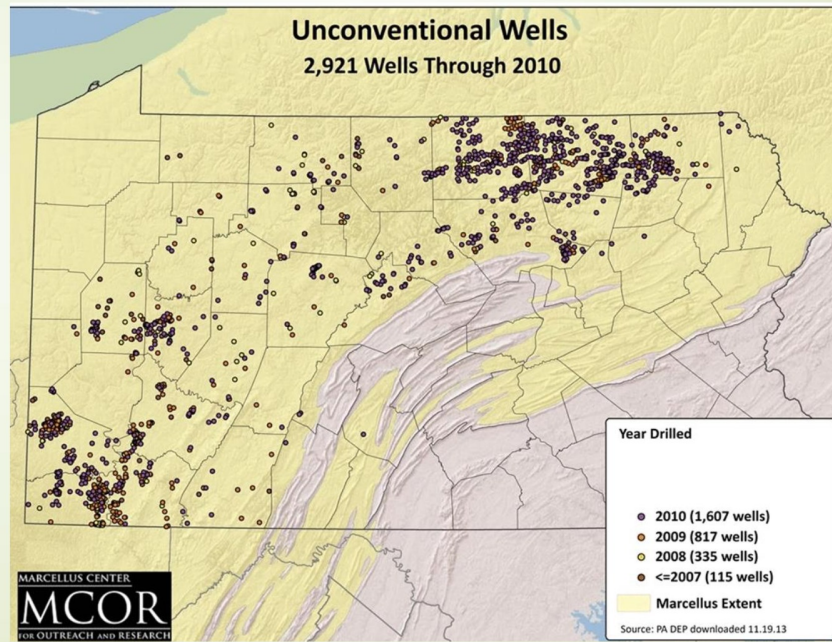 Unconventional Wells
2,921 Wells Through 2010
Year Drilled
2010 (1,607 wells)
2009 (817 wells)
2008 (335 wells)
<=2007 (115 wells)
Marcellus Extent
Source: PA DEP downloaded 11.19.13
MARCELLUS CENTER
MCOR
FOR OUTREACH AND RESEARCH